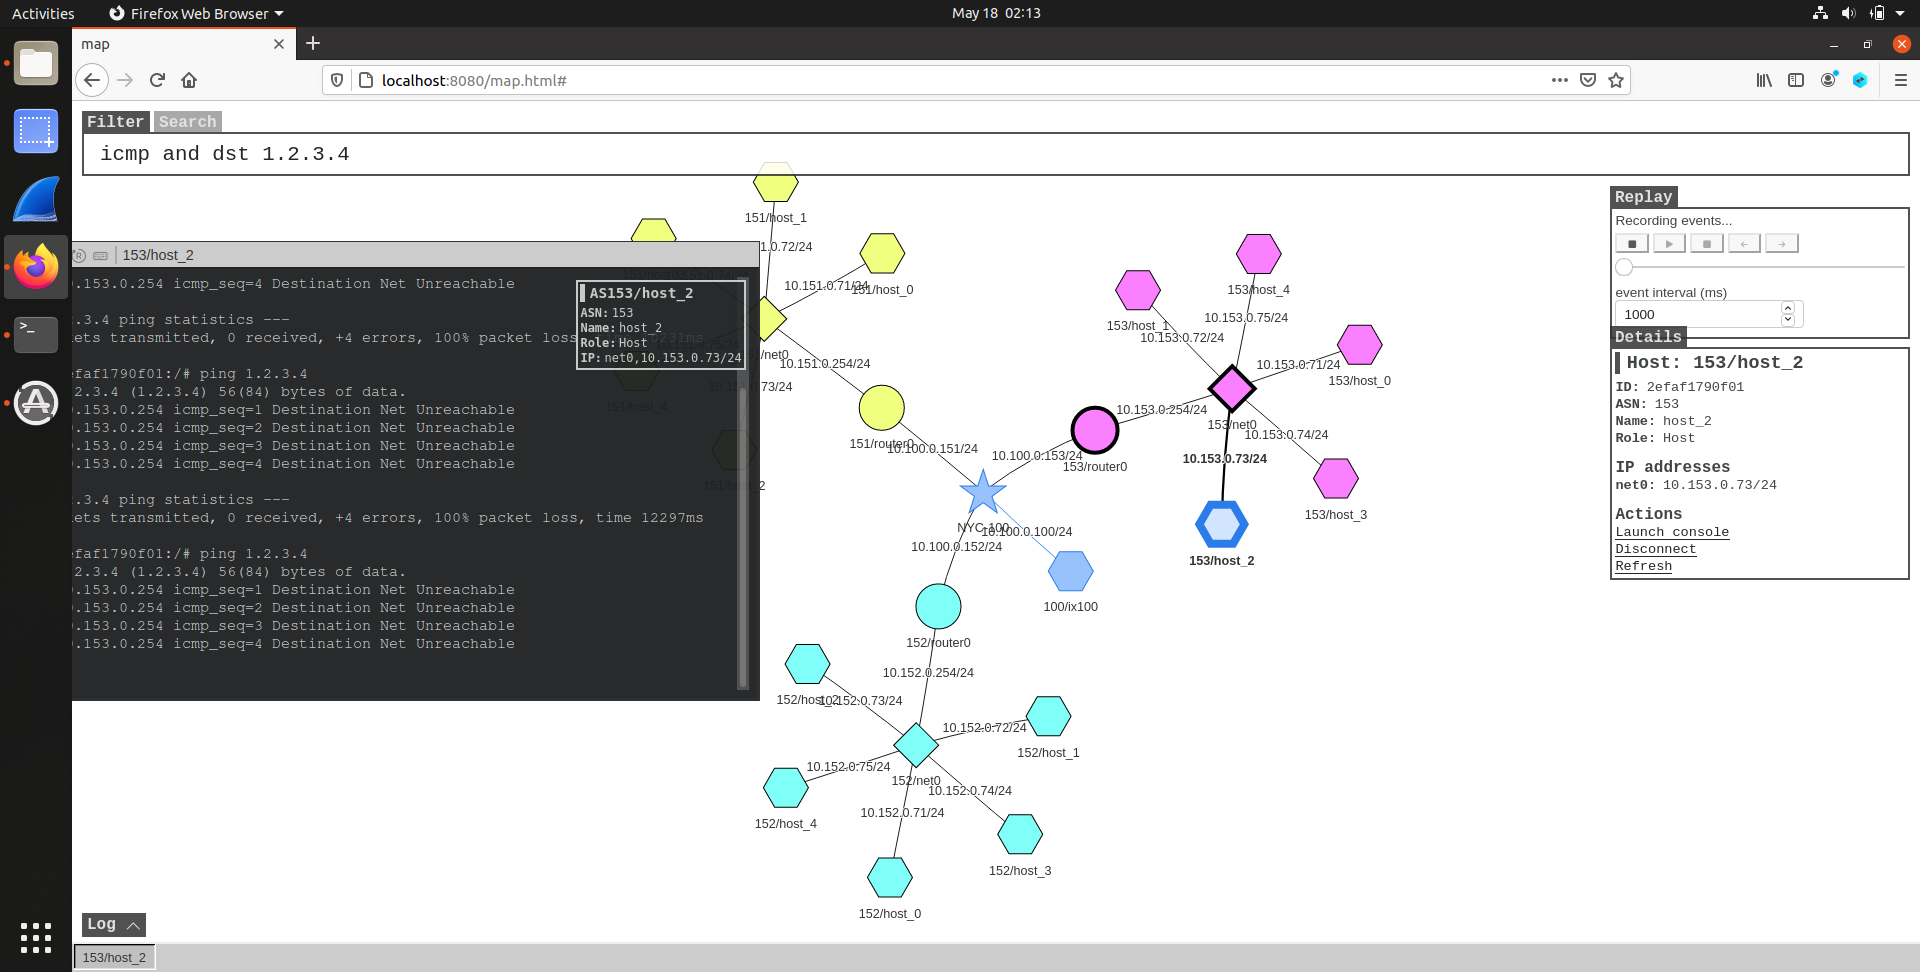 Activities
Firefox Web Browser
May 18 02:13
map
localhost:8080/map.html#
Filter
Search
icmp and dst 1.2.3.4
Replay
Recording events...
event interval (ms)
1000
Details
Host: 153/host_2
ID: 2efaf1790f01
ASN: 153
Name: host_2
Role: Host
IP addresses
net0: 10.153.0.73/24
Actions
Launch console
Disconnect
Refresh
153/host_2
.153.0.254 icmp_seq=4 Destination Net Unreachable
.3.4 ping statistics ---
ets transmitted, 0 received, +4 errors, 100% packet loss
efaf1790f01:/# ping 1.2.3.4
2.3.4 (1.2.3.4) 56(84) bytes of data.
.153.0.254 icmp_seq=1 Destination Net Unreachable
.153.0.254 icmp_seq=2 Destination Net Unreachable
.153.0.254 icmp_seq=3 Destination Net Unreachable
.153.0.254 icmp_seq=4 Destination Net Unreachable
.3.4 ping statistics ---
ets transmitted, 0 received, +4 errors, 100% packet loss, time 12297ms
efaf1790f01:/# ping 1.2.3.4
2.3.4 (1.2.3.4) 56(84) bytes of data.
.153.0.254 icmp_seq=1 Destination Net Unreachable
.153.0.254 icmp_seq=2 Destination Net Unreachable
.153.0.254 icmp_seq=3 Destination Net Unreachable
.153.0.254 icmp_seq=4 Destination Net Unreachable
AS153/host_2
ASN: 153
Name: host_2
Role: Host
IP: net0,10.153.0.73/24
151/host_1
1.0.72/24
10.151.0.71/24
151/host_0
/net0
10.151.0.254/24
.73/24
151/host_4
151/router0
10.100.0.151/24
153/host_4
153/host_1
10.153.0.75/24
10.153.0.72/24
10.153.0.71/24
153/host_0
10.153.0.254/24
153/net0
10.153.0.74/24
10.100.0.153/24
153/router0
10.153.0.73/24
153/host_3
NYC-100
10.100.0.100/24
10.100.0.152/24
153/host_2
100/ix100
152/router0
10.152.0.254/24
152/host_2
10.152.0.73/24
10.152.0.72/24
152/host_1
10.152.0.75/24
152/net0
10.152.0.74/24
10.152.0.71/24
152/host_4
152/host_3
152/host_0
Log
153/host_2